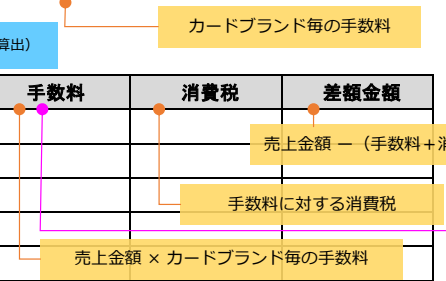 カードブランド毎の手数料
算出）
手数料 消費税 差額金額
売上金額 －（手数料＋消
手数料に対する消費税
売上金額 × カードブランド毎の手数料